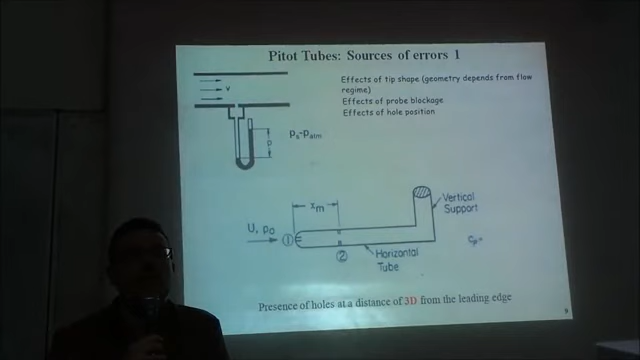 Pitot Tubes: Sources of errors 1
Effects of tip shape (geometry depends from flow
regime)
Effects of probe blockage
Effects of hole position
v
Pₛ-Pₐₜₘ
Xₘ
U, p₀
①
②
Vertical
Support
Horizontal
Tube
Presence of holes at a distance of 3D from the leading edge
9